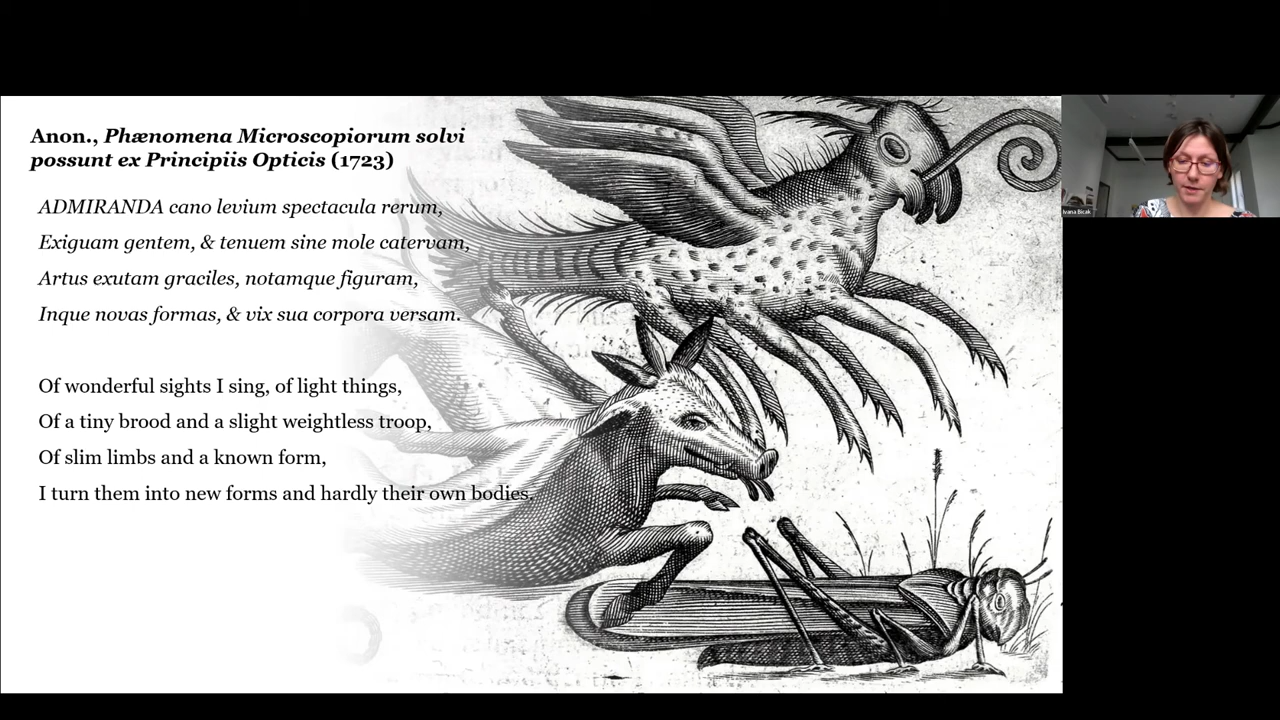 Anon., Phænomena Microscopiorum solvi
possunt ex Principiis Opticis (1723)
ADMIRANDA cano levium spectacula rerum,
Exiguam gentem, & tenuem sine mole catervam,
Artus exutam graciles, notamque figuram,
Inque novas formas, & vix sua corpora versam.
Of wonderful sights I sing, of light things,
Of a tiny brood and a slight weightless troop,
Of slim limbs and a known form,
I turn them into new forms and hardly their own bodies.
Ivana Bicak